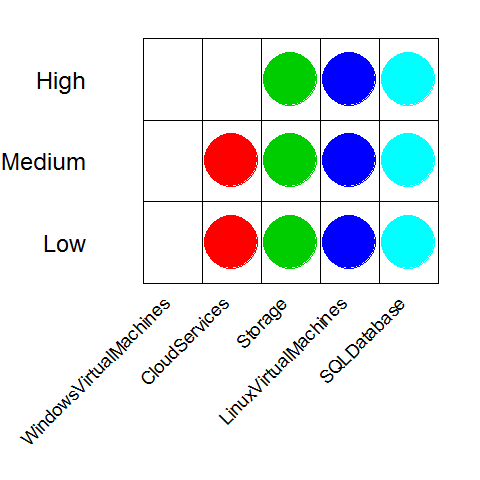 High
Medium
Low
WindowsVirtualMachines
CloudServices
Storage
LinuxVirtualMachines
SQLDatabase